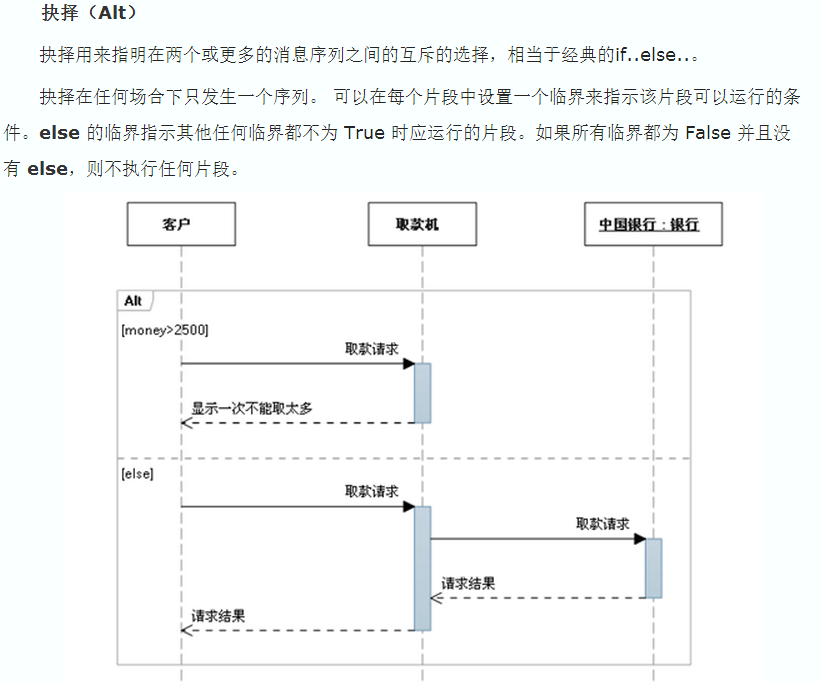 抉择（Alt）
抉择用来指明在两个或更多的消息序列之间的互斥的选择，相当于经典的if..else..。
抉择在任何场合下只发生一个序列。 可以在每个片段中设置一个临界来指示该片段可以运行的条
件。else 的临界指示其他任何临界都不为 True 时应运行的片段。如果所有临界都为 False 并且没
有 else，则不执行任何片段。
客户
取款机
中国银行：银行
Alt
[money>2500]
取款请求
显示一次不能取太多
[else]
取款请求
取款请求
请求结果
请求结果